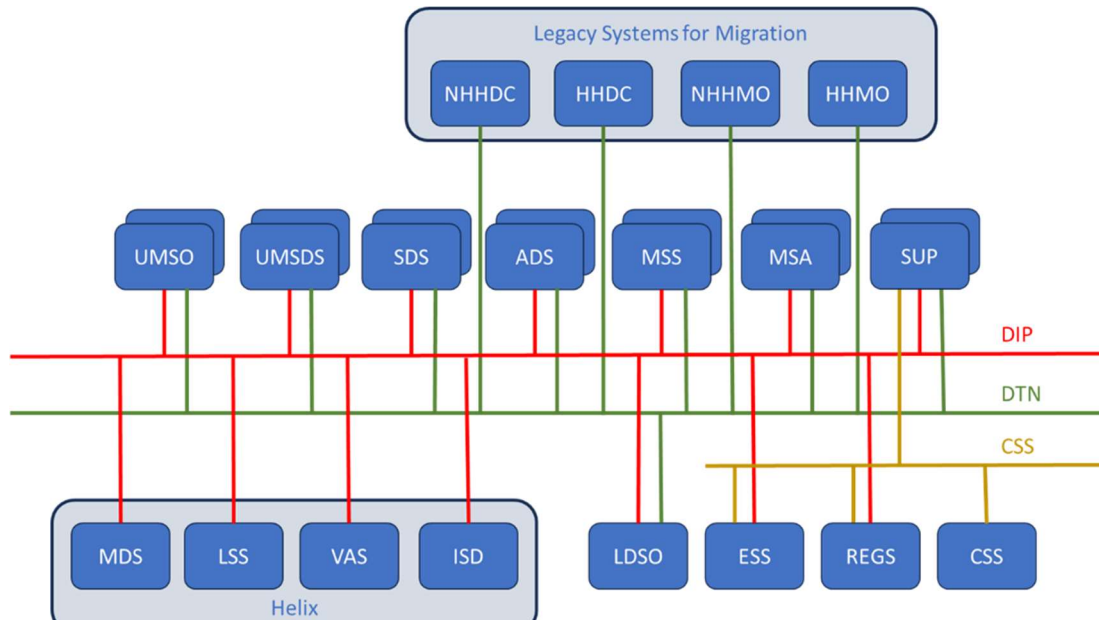 Legacy Systems for Migration
NHHDC HHDC NHHMO HHMO
UMSO UMSDS SDS ADS MSS MSA SUP
DIP
DTN
CSS
MDS LSS VAS ISD LDSO ESS REGS CSS
Helix